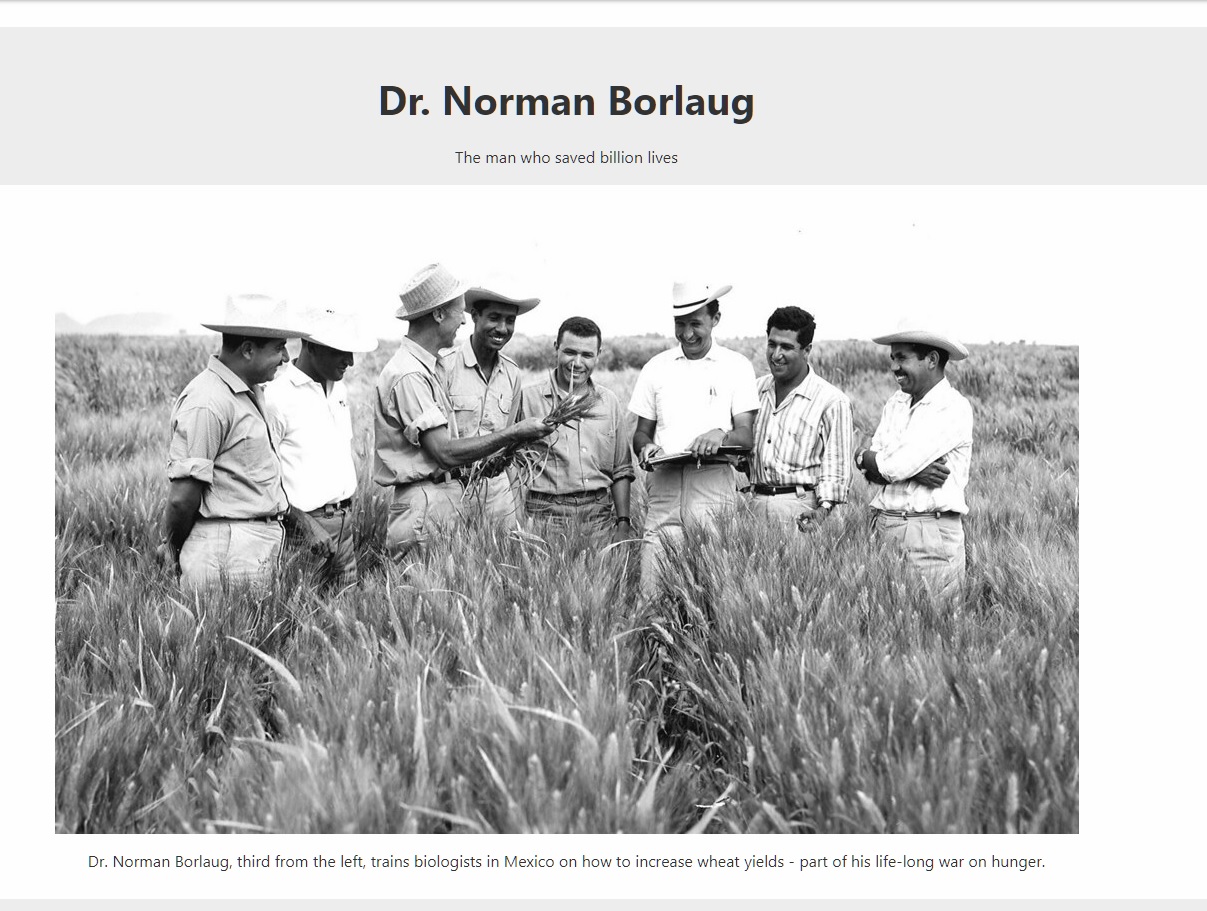 Dr. Norman Borlaug
The man who saved billion lives
Dr. Norman Borlaug, third from the left, trains biologists in Mexico on how to increase wheat yields - part of his life-long war on hunger.